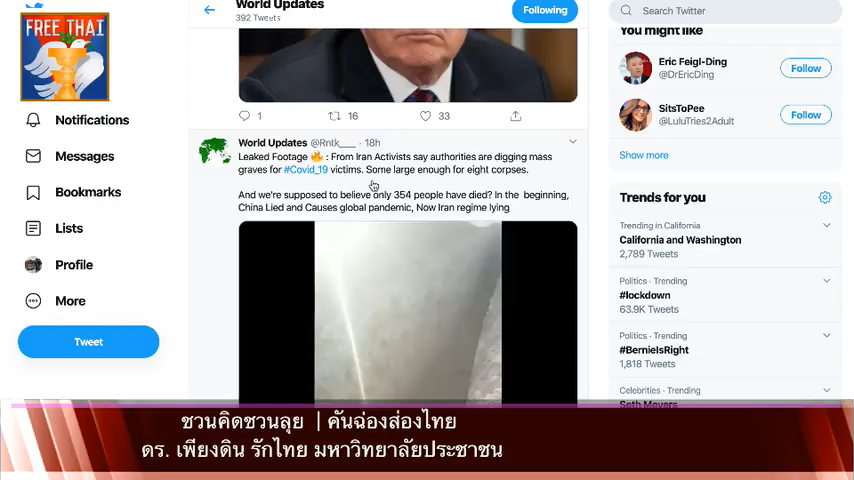 World Updates
392 Tweets
Following
Search Twitter
FREE THAI
Notifications
Messages
Bookmarks
Lists
Profile
More
Tweet
1
16
33
World Updates @Rntk___ · 18h
Leaked Footage 🔥 : From Iran Activists say authorities are digging mass
graves for #Covid_19 victims. Some large enough for eight corpses.
And we're supposed to believe only 354 people have died? In the beginning,
China Lied and Causes global pandemic, Now Iran regime lying
You might like
Eric Feigl-Ding
@DrEricDing
Follow
SitsToPee
@LuluTries2Adult
Follow
Show more
Trends for you
Trending in California
California and Washington
2,789 Tweets
Politics · Trending
#lockdown
63.9K Tweets
Politics · Trending
#BernieIsRight
1,818 Tweets
Celebrities · Trending
Seth Meyers
ชวนคิดชวนลุย | คันฉ่องส่องไทย
ดร. เพียงดิน รักไทย มหาวิทยาลัยประชาชน